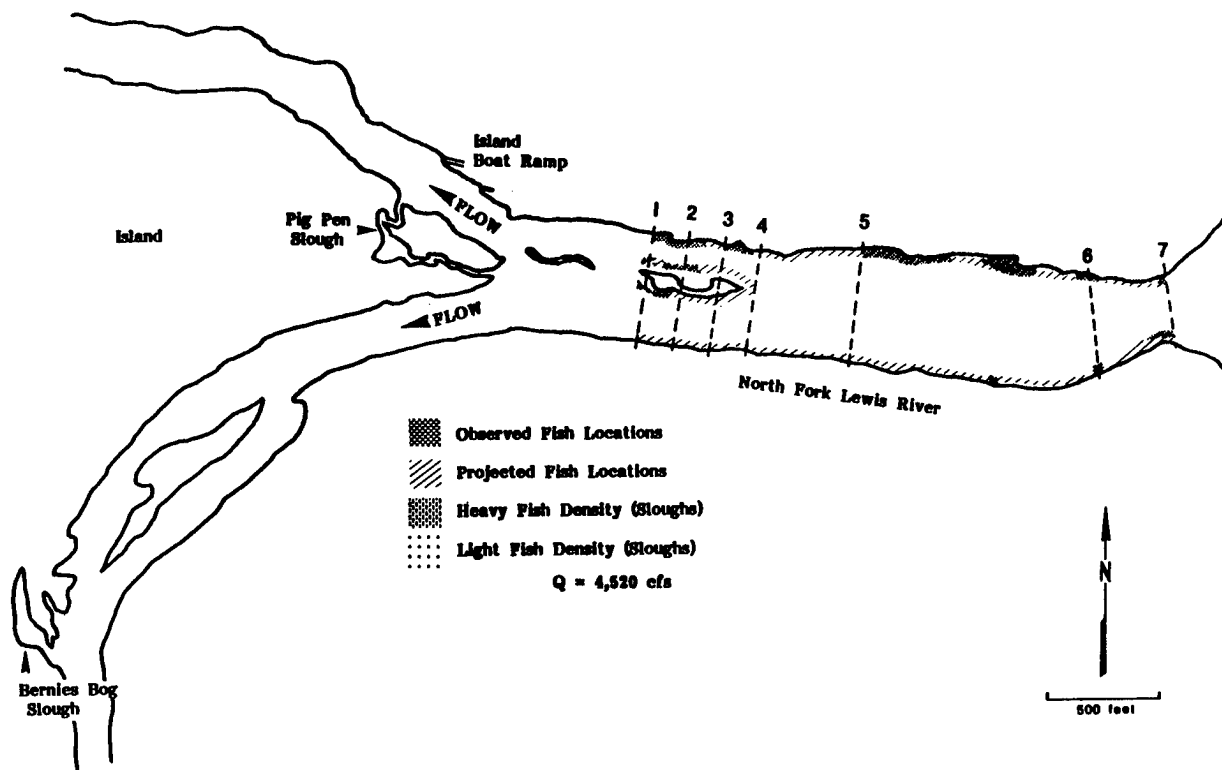 Island
Boat Ramp
FLOW
Pig Pen
Slough
Island
1 2 3 4 5 6 7
FLOW
North Fork Lewis River
Observed Fish Locations
Projected Fish Locations
Heavy Fish Density (Sloughs)
Light Fish Density (Sloughs)
Q = 4,520 cfs
N
500 feet
Bernies Bog
Slough